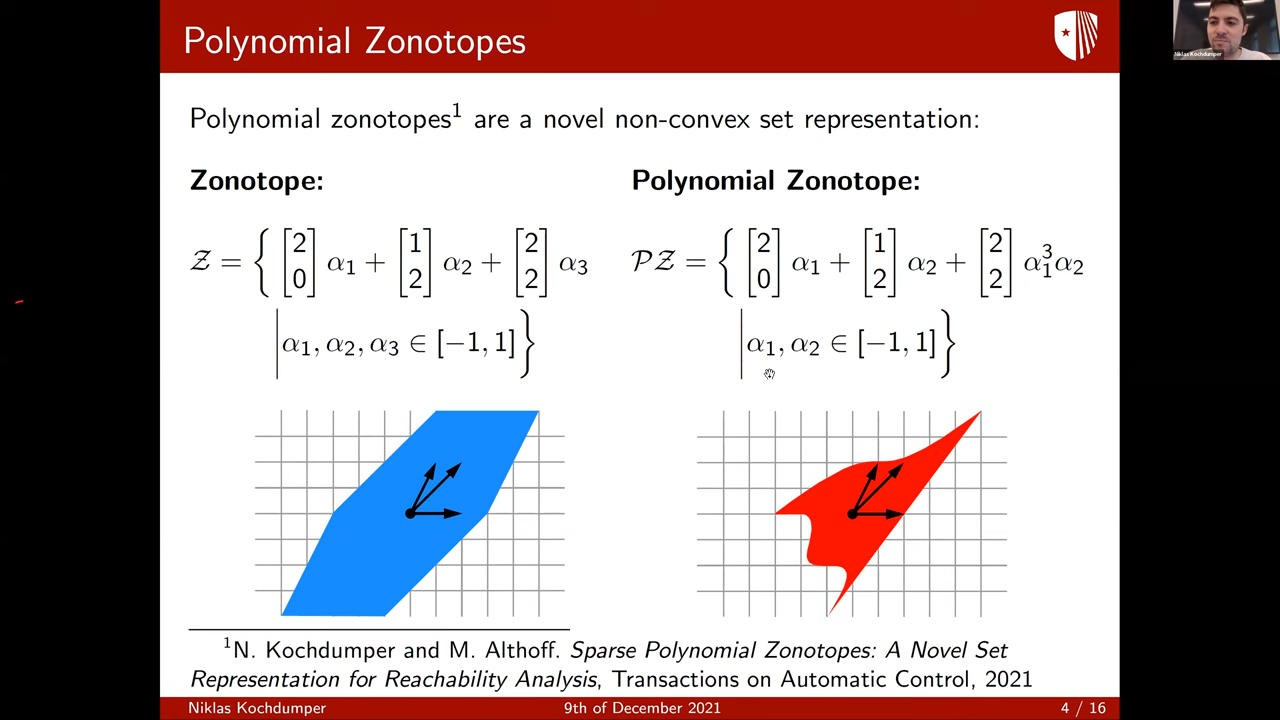 Polynomial Zonotopes
Niklas Kochdumper
Polynomial zonotopes¹ are a novel non-convex set representation:
Zonotope:
𝒵 = { [2 0] α₁ + [1 2] α₂ + [2 2] α₃
| α₁, α₂, α₃ ∈ [−1, 1] }
Polynomial Zonotope:
𝒫𝒵 = { [2 0] α₁ + [1 2] α₂ + [2 2] α₁³α₂
| α₁, α₂ ∈ [−1, 1] }
¹N. Kochdumper and M. Althoff. Sparse Polynomial Zonotopes: A Novel Set
Representation for Reachability Analysis, Transactions on Automatic Control, 2021
Niklas Kochdumper 9th of December 2021 4 / 16